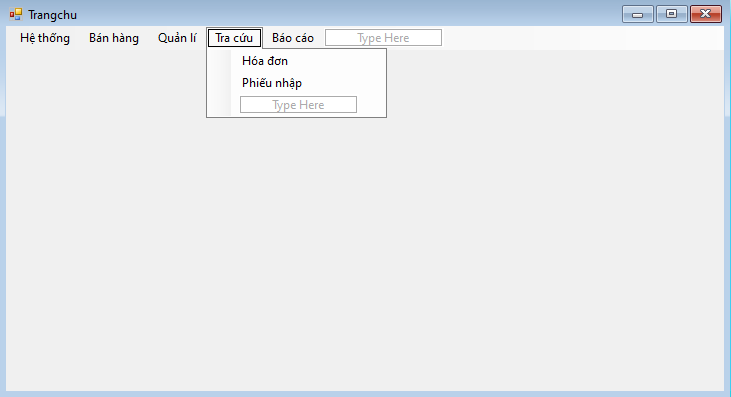 Trangchu
Hệ thống Bán hàng Quản lí Tra cứu Báo cáo Type Here
Hóa đơn
Phiếu nhập
Type Here